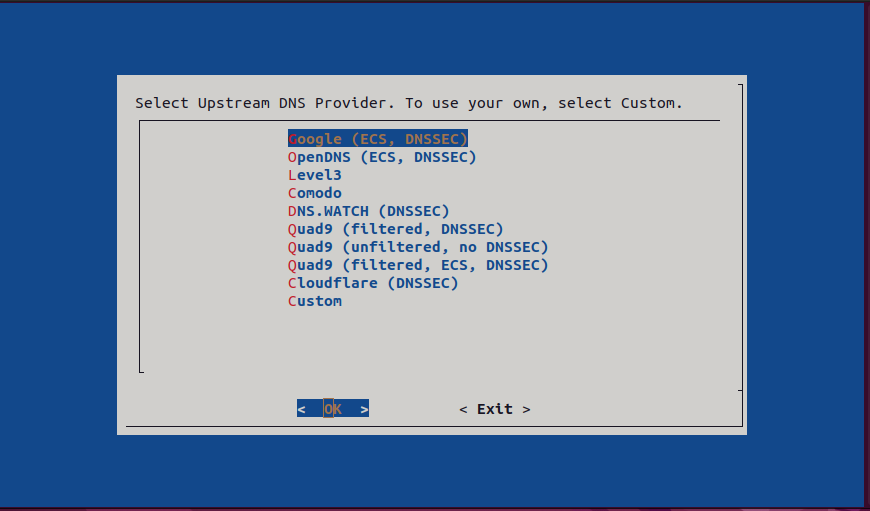 Select Upstream DNS Provider. To use your own, select Custom.
Google (ECS, DNSSEC)
OpenDNS (ECS, DNSSEC)
Level3
Comodo
DNS.WATCH (DNSSEC)
Quad9 (filtered, DNSSEC)
Quad9 (unfiltered, no DNSSEC)
Quad9 (filtered, ECS, DNSSEC)
Cloudflare (DNSSEC)
Custom
< OK > < Exit >